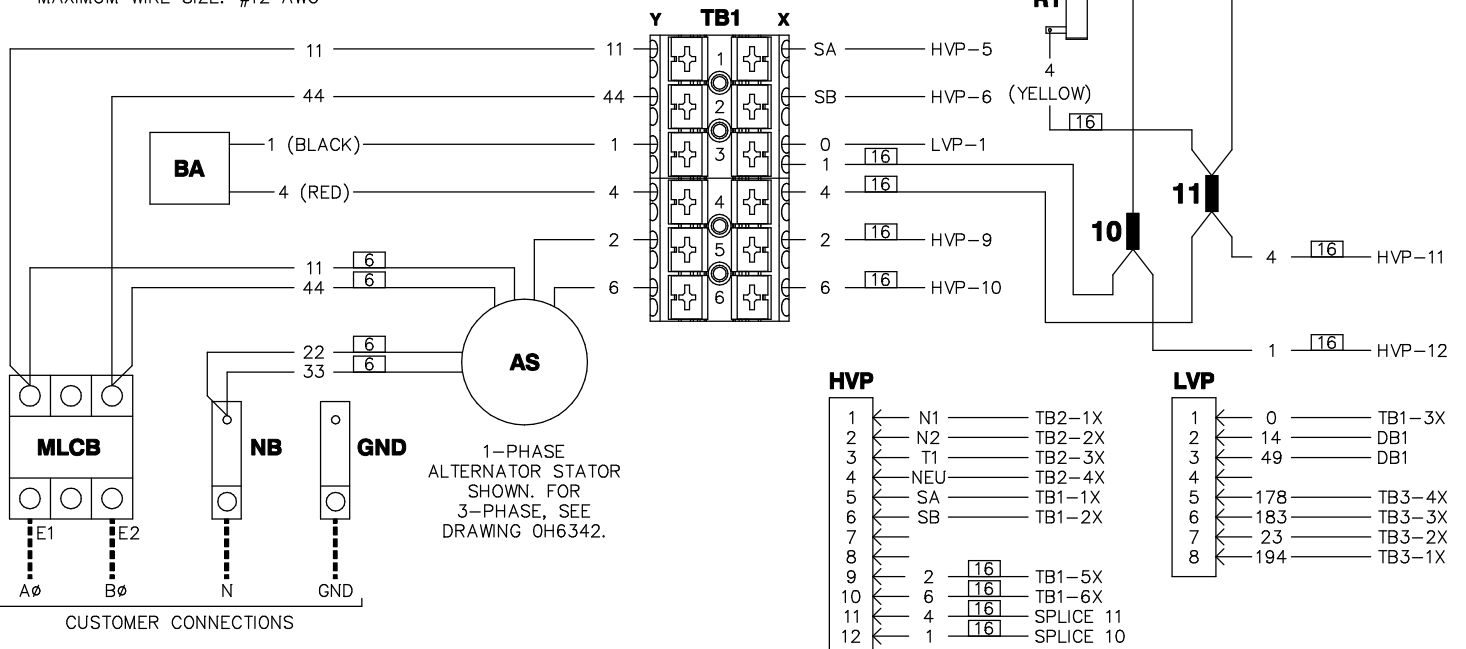 MAXIMUM WIRE SIZE: #12 AWG
R1
Y TB1 X
11 11 1 SA HVP-5
4
(YELLOW)
44 44 2 SB HVP-6
16
BA
1 (BLACK) 1 3 0 LVP-1
1 16
4 (RED) 4 4 4 16
11
10
2 5 2 16 HVP-9
4 16 HVP-11
11 6
44 6
6 6 6 16 HVP-10
22 6
33 6
AS
1 16 HVP-12
MLCB
NB
GND
1-PHASE
ALTERNATOR STATOR
SHOWN. FOR
3-PHASE, SEE
DRAWING 0H6342.
E1 E2
AØ BØ N GND
CUSTOMER CONNECTIONS
HVP
1 N1 TB2-1X
2 N2 TB2-2X
3 T1 TB2-3X
4 NEU TB2-4X
5 SA TB1-1X
6 SB TB1-2X
7
8
9 2 16 TB1-5X
10 6 16 TB1-6X
11 4 16 SPLICE 11
12 1 16 SPLICE 10
LVP
1 0 TB1-3X
2 14 DB1
3 49 DB1
4
5 178 TB3-4X
6 183 TB3-3X
7 23 TB3-2X
8 194 TB3-1X